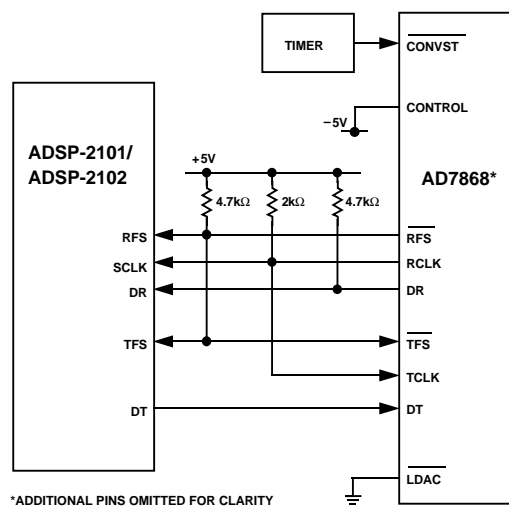 TIMER
CONVST
CONTROL
−5V
ADSP-2101/
ADSP-2102
+5V
AD7868*
4.7kΩ
2kΩ
4.7kΩ
RFS
RFS
SCLK
RCLK
DR
DR
TFS
TFS
TCLK
DT
DT
LDAC
*ADDITIONAL PINS OMITTED FOR CLARITY